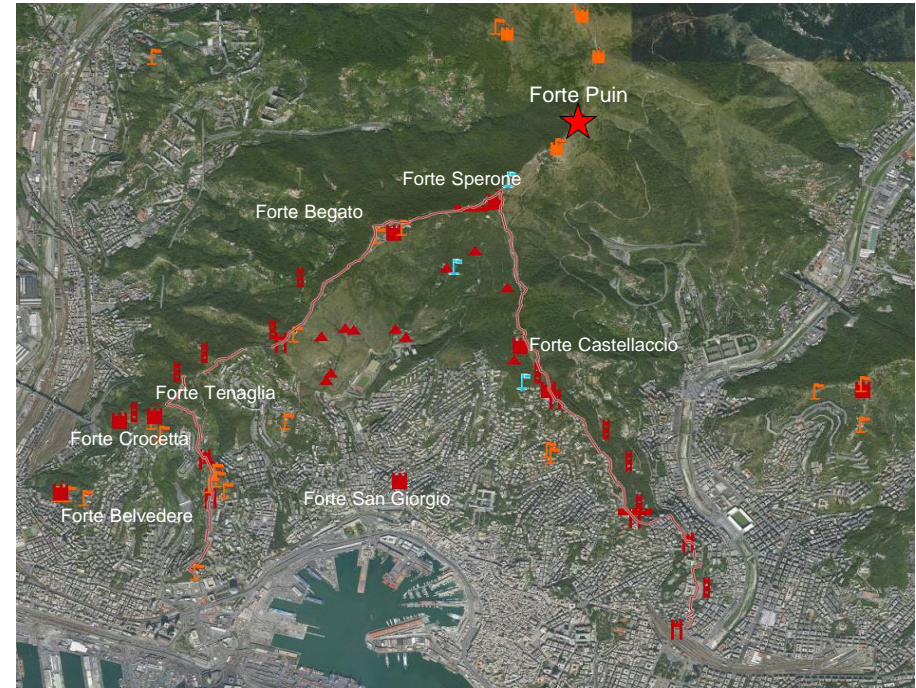 Forte Puin
Forte Sperone
Forte Begato
Forte Castellaccio
Forte Tenaglia
Forte Crocetta
Forte San Giorgio
Forte Belvedere